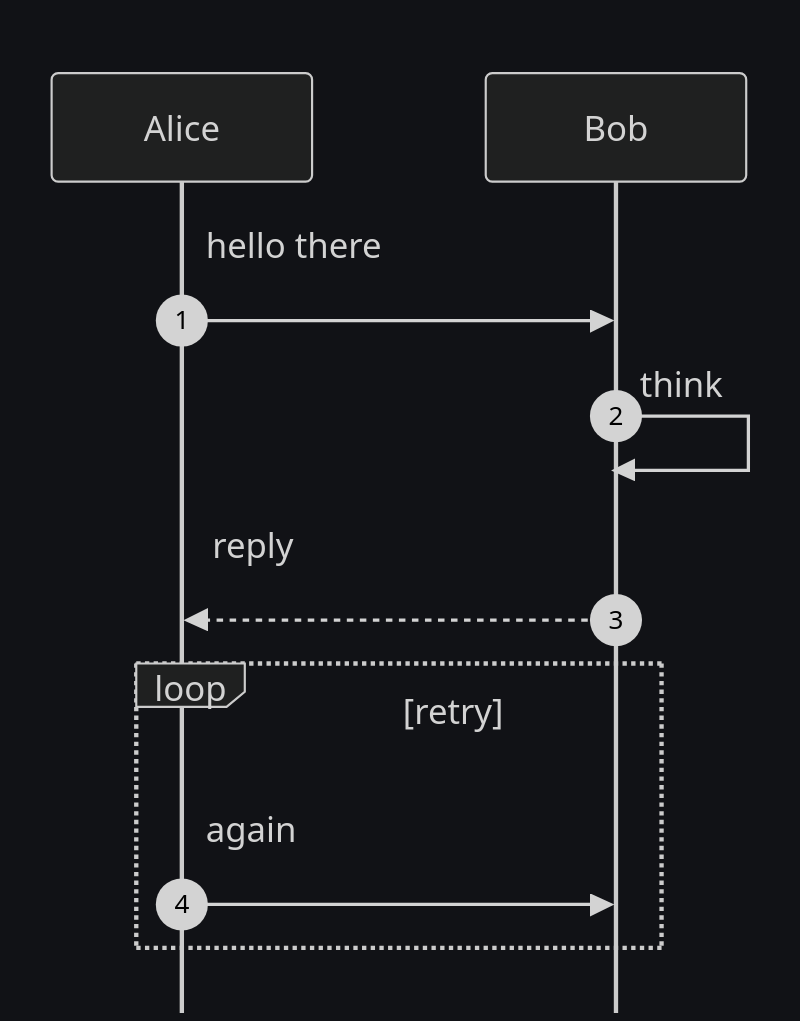 Alice
Bob
hello there
1
think
2
reply
3
loop
[retry]
again
4